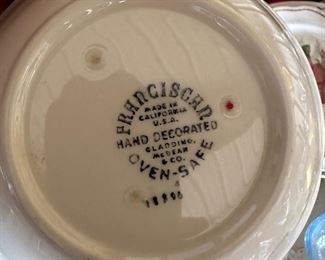 FRANCISCAN
MADE IN
CALIFORNIA
U.S.A.
HAND DECORATED
GLADDING,
McBEAN
& CO.
OVEN-SAFE